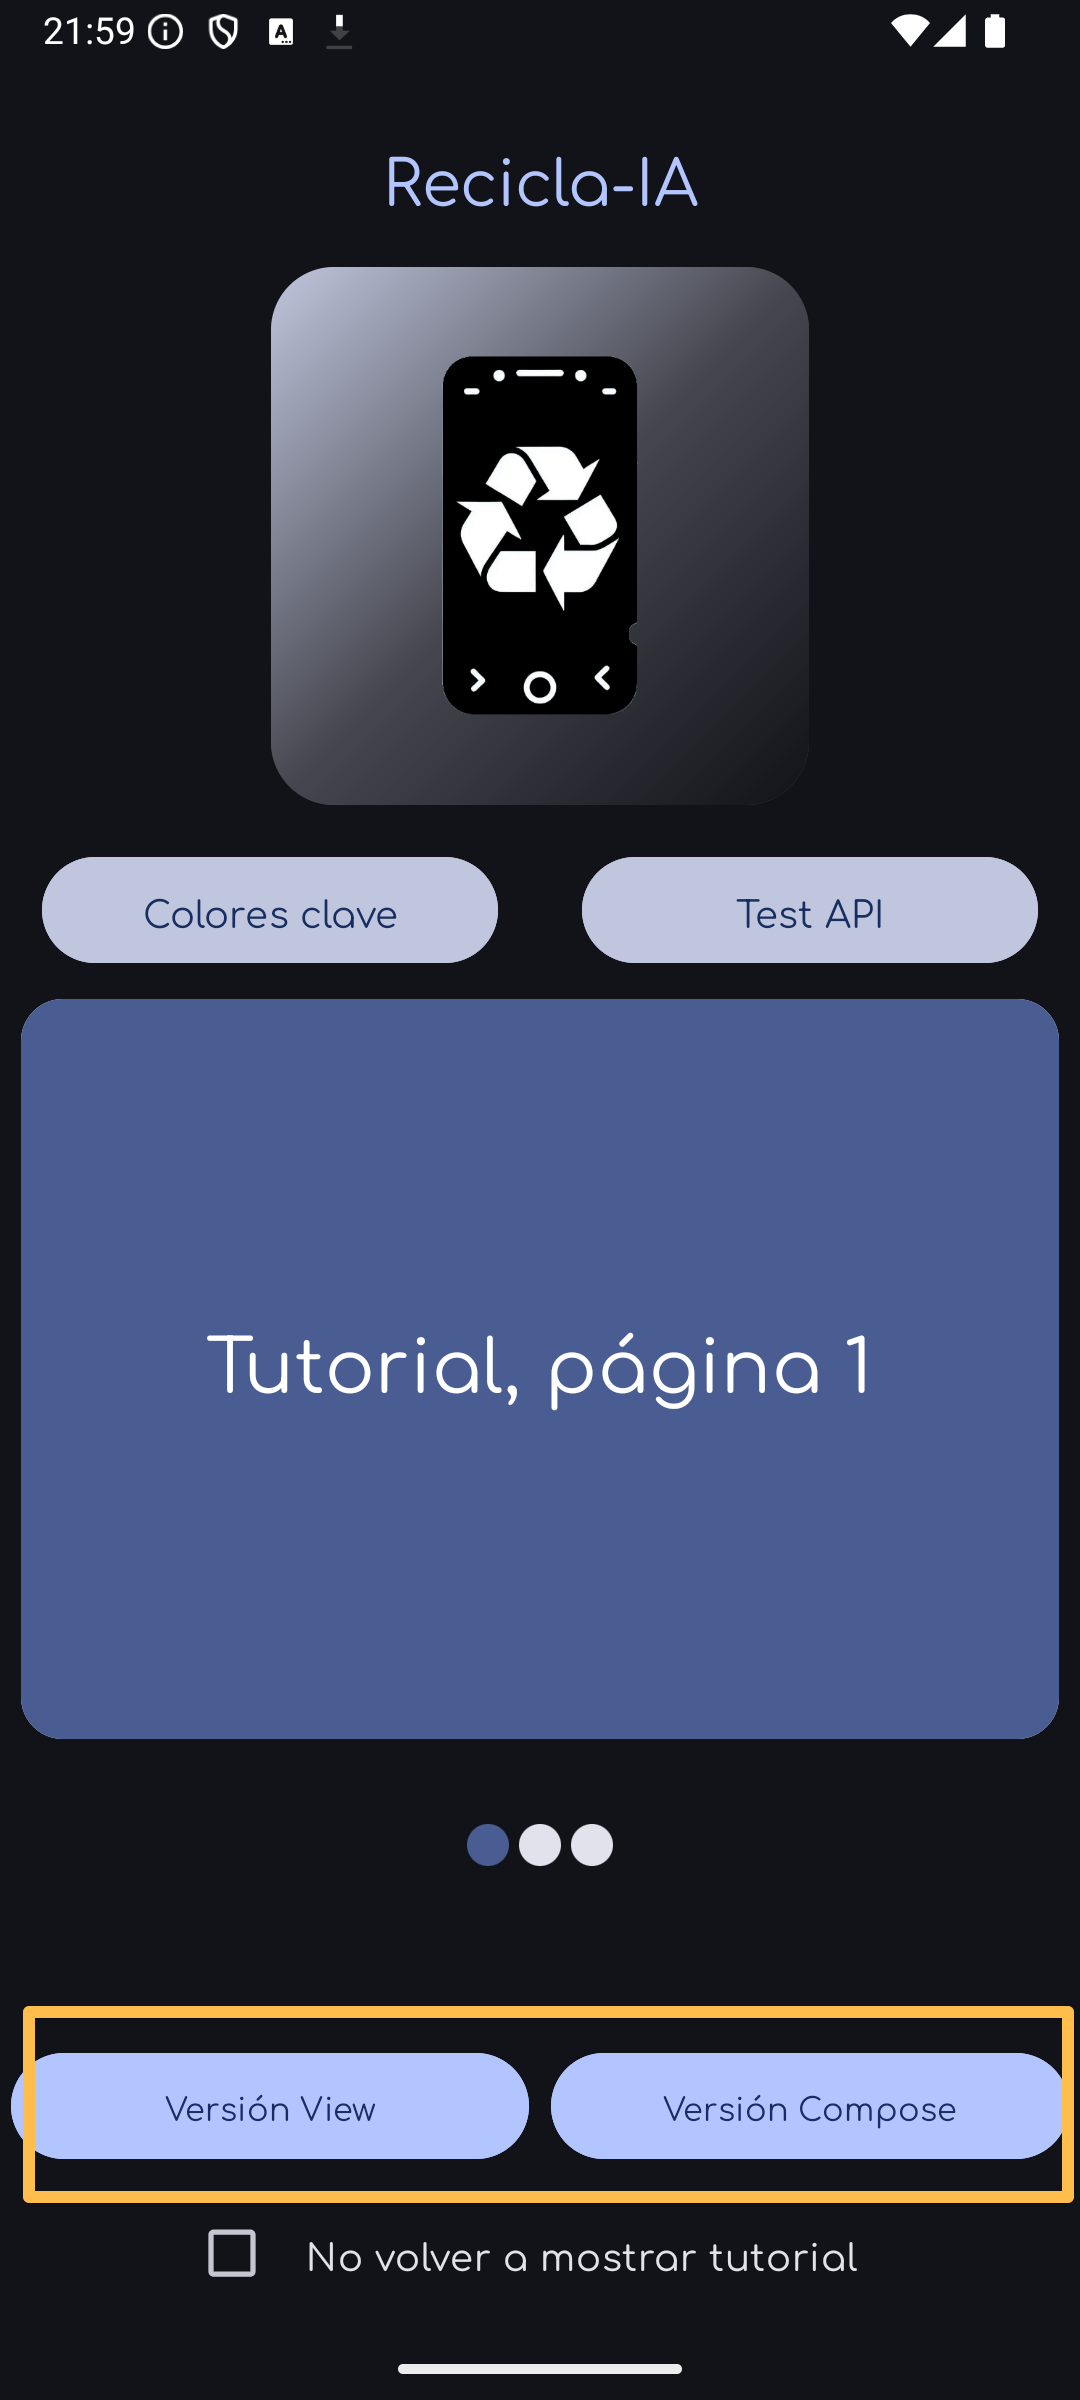 21:59
Recicla-IA
Colores clave
Test API
Tutorial, página 1
Versión View
Versión Compose
No volver a mostrar tutorial